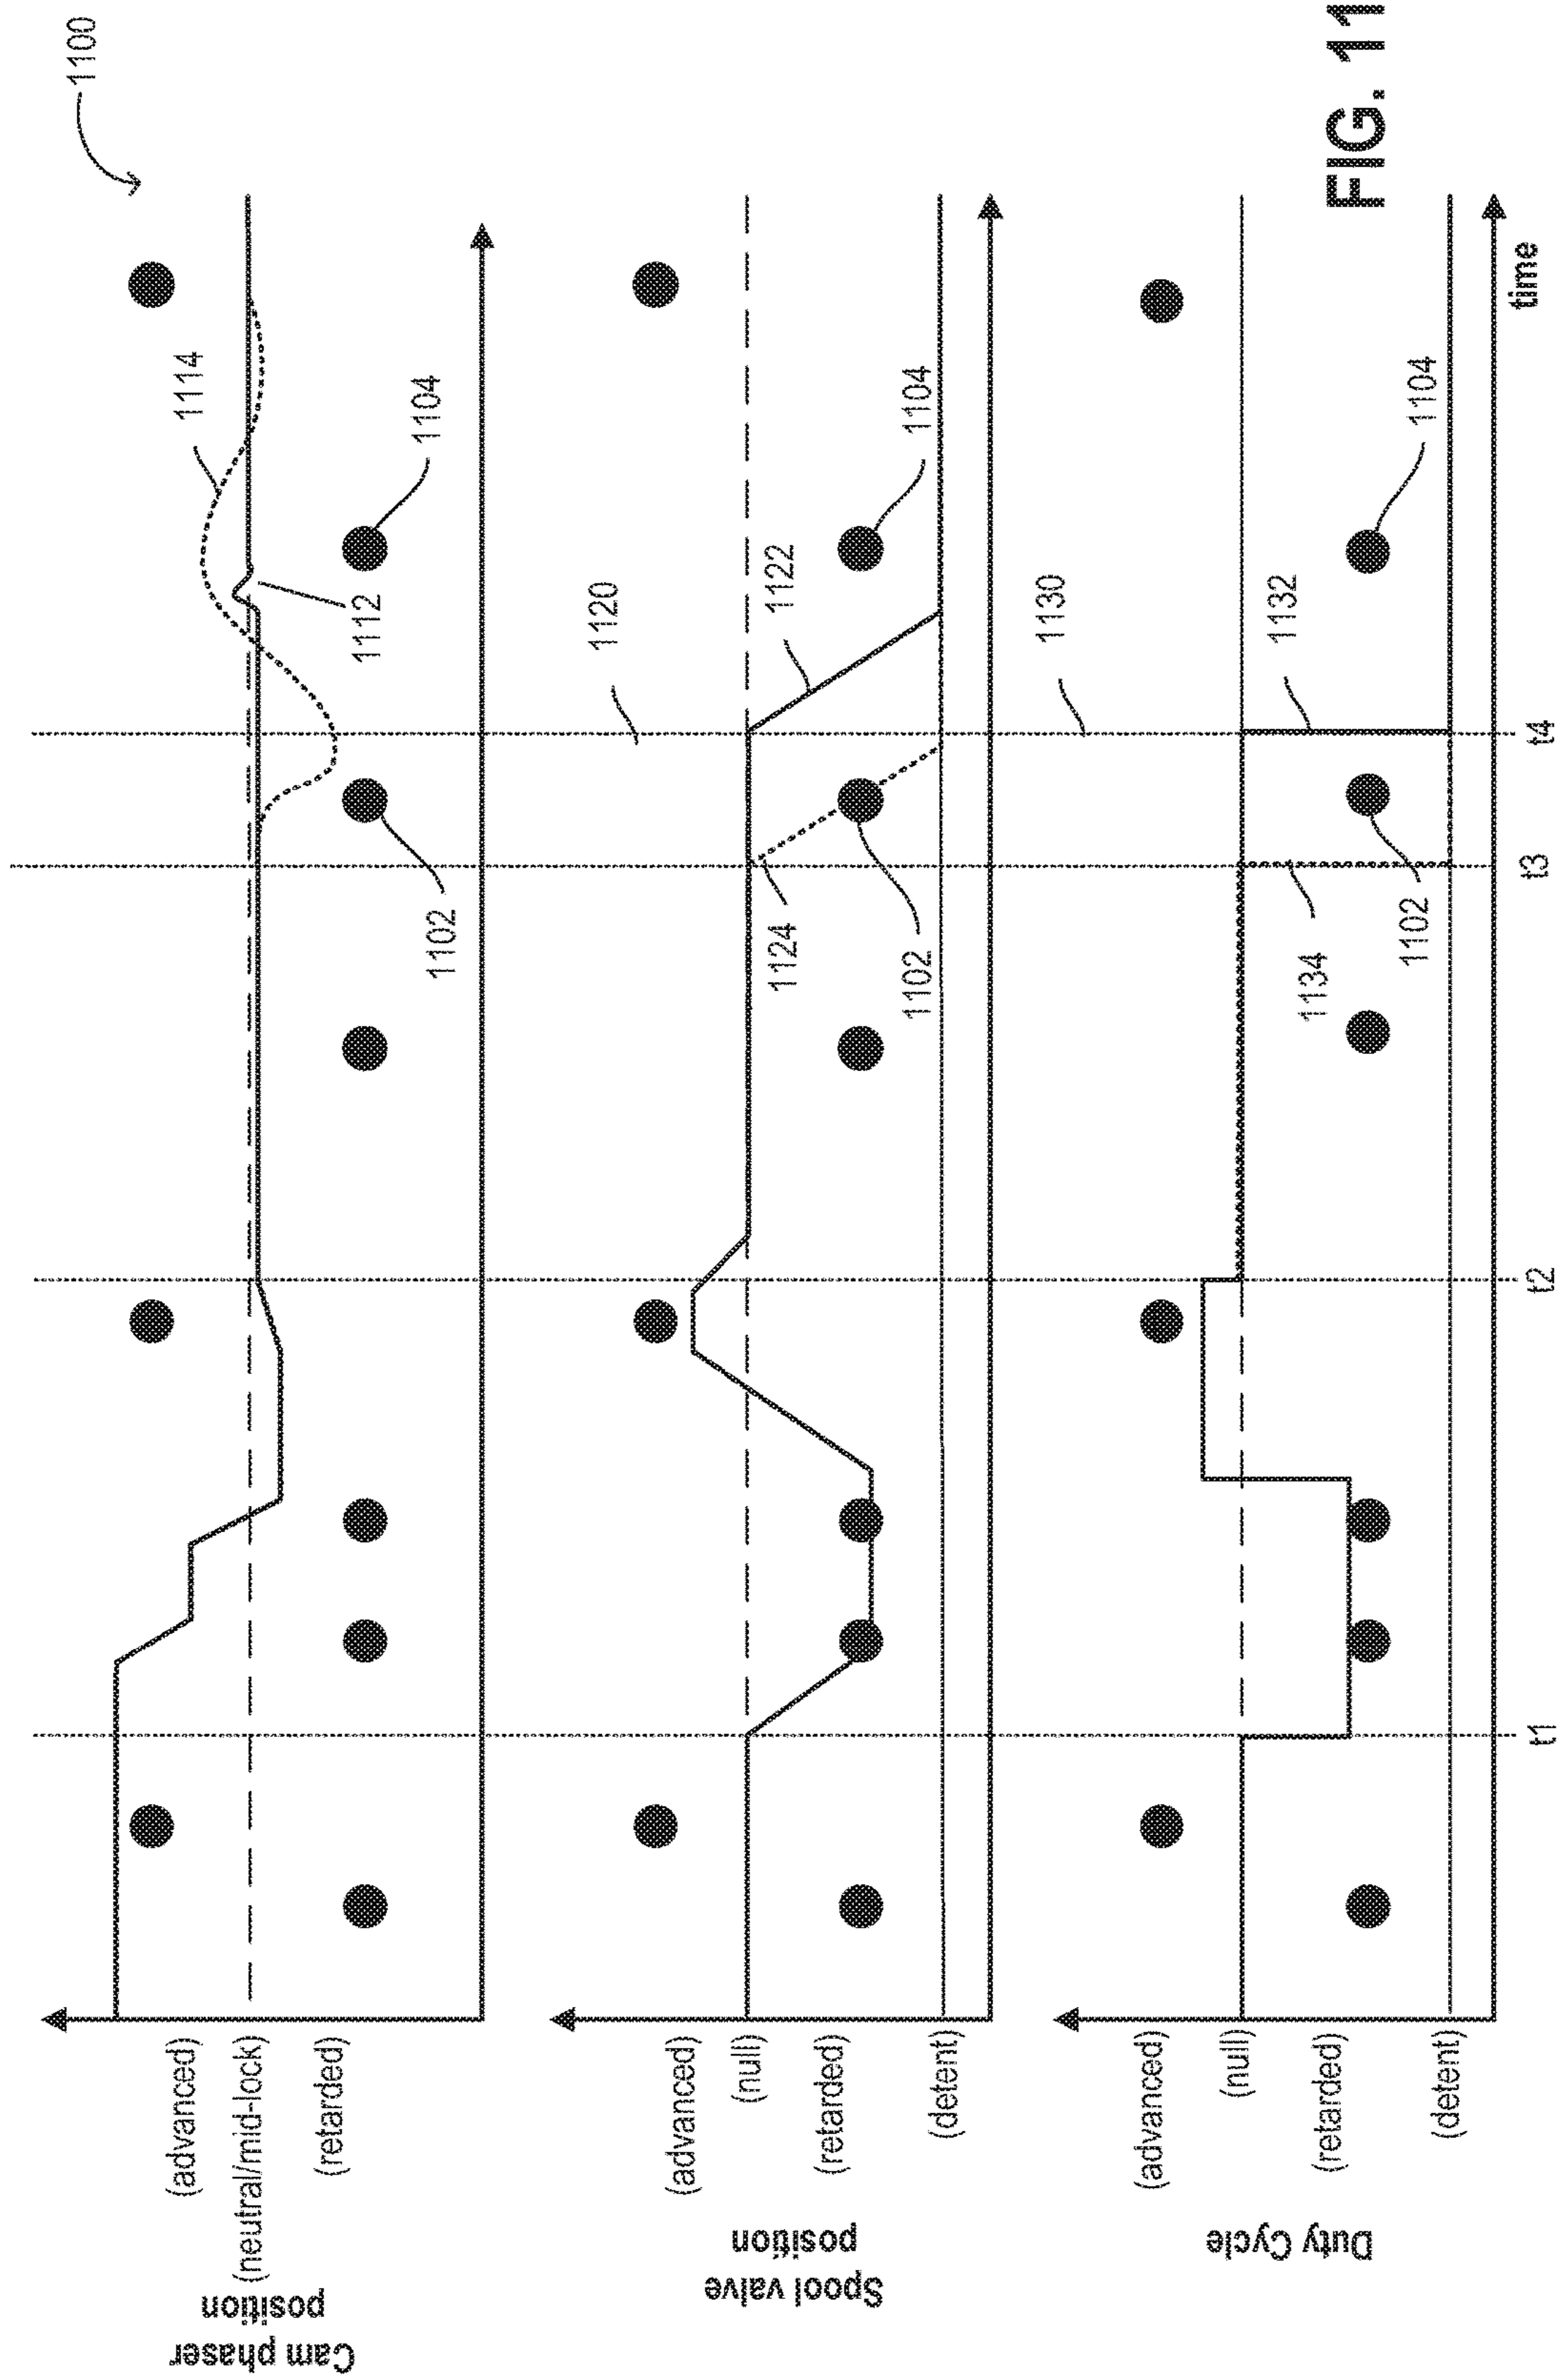 1100
Cam phaser
position
(advanced)
(neutral/mid-lock)
(retarded)
1114
1112
1104
1102
1120
Spool valve
position
(advanced)
(null)
(retarded)
(detent)
1124
1122
1102
1104
1130
Duty Cycle
(advanced)
(null)
(retarded)
(detent)
1134
1132
1102
1104
t1
t2
t3
t4
time
FIG. 11